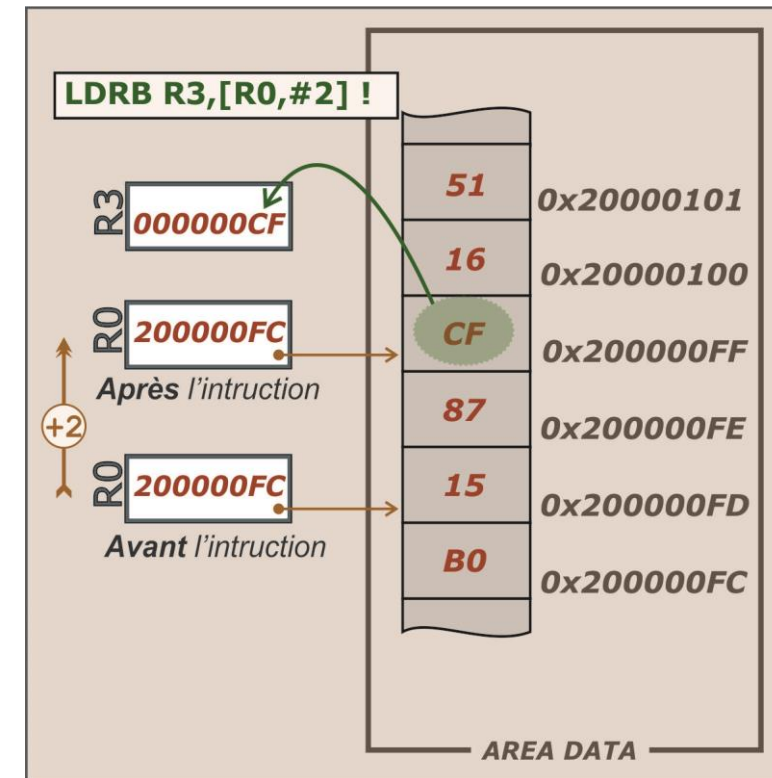 LDRB R3,[R0,#2] !
R3
000000CF
R0
200000FC
Après l'intruction
+2
R0
200000FC
Avant l'intruction
51
0x20000101
16
0x20000100
CF
0x200000FF
87
0x200000FE
15
0x200000FD
B0
0x200000FC
AREA DATA